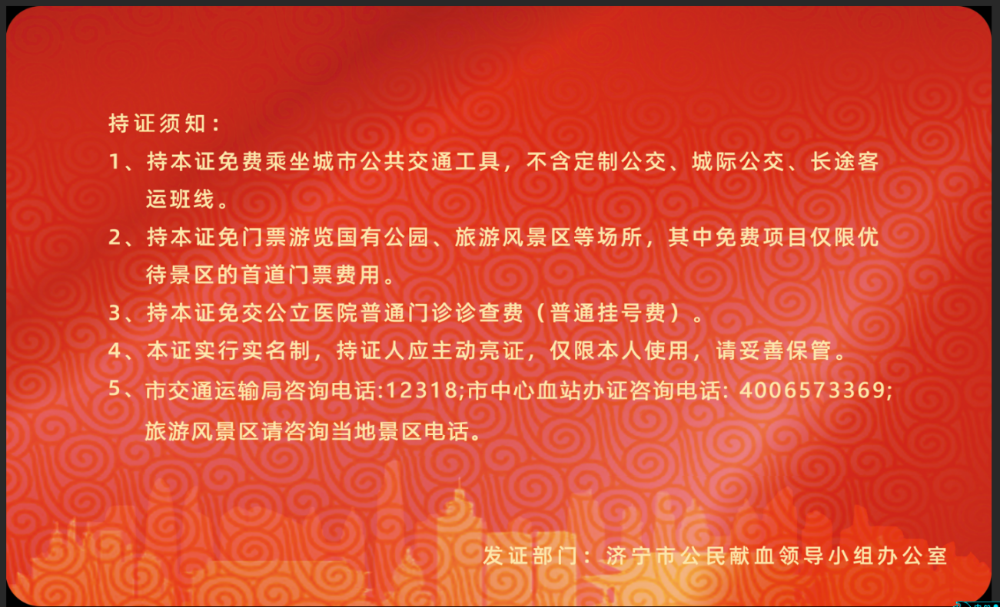 持证须知：
1、持本证免费乘坐城市公共交通工具，不含定制公交、城际公交、长途客
运班线。
2、持本证免门票游览国有公园、旅游风景区等场所，其中免费项目仅限优
待景区的首道门票费用。
3、持本证免交公立医院普通门诊诊查费（普通挂号费）。
4、本证实行实名制，持证人应主动亮证，仅限本人使用，请妥善保管。
5、市交通运输局咨询电话:12318;市中心血站办证咨询电话: 4006573369;
旅游风景区请咨询当地景区电话。
发证部门：济宁市公民献血领导小组办公室